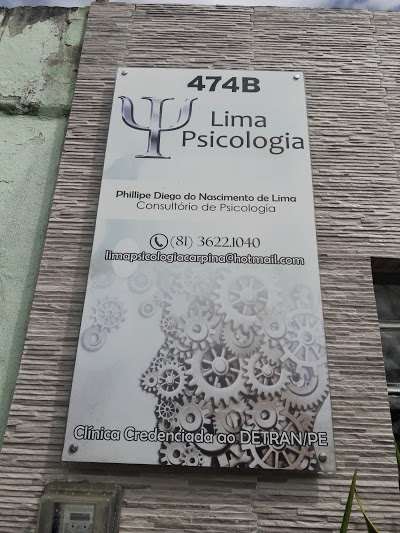 474B
Lima
Psicologia
Phillipe Diego do Nascimento de Lima
Consultório de Psicologia
(81) 3622.1040
limapsicologiacarpina@hotmail.com
Clínica Credenciada ao DETRAN/PE